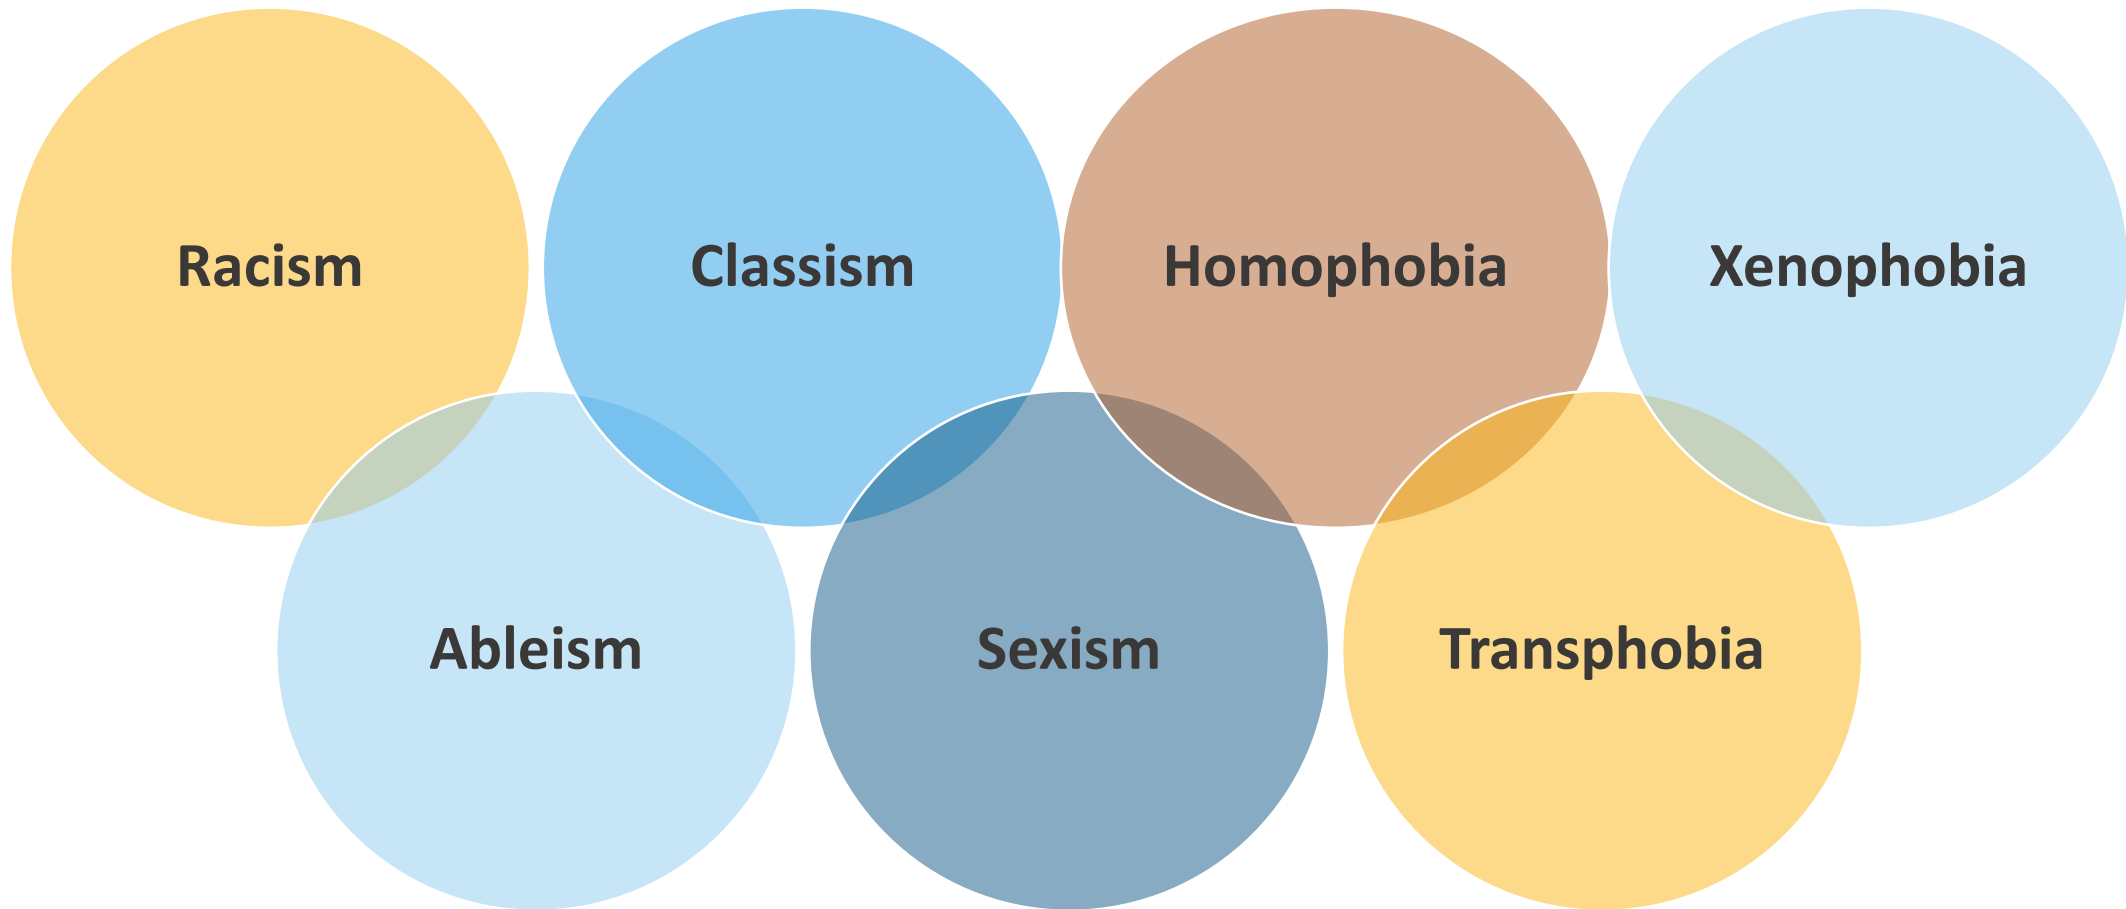 Racism
Classism
Homophobia
Xenophobia
Ableism
Sexism
Transphobia